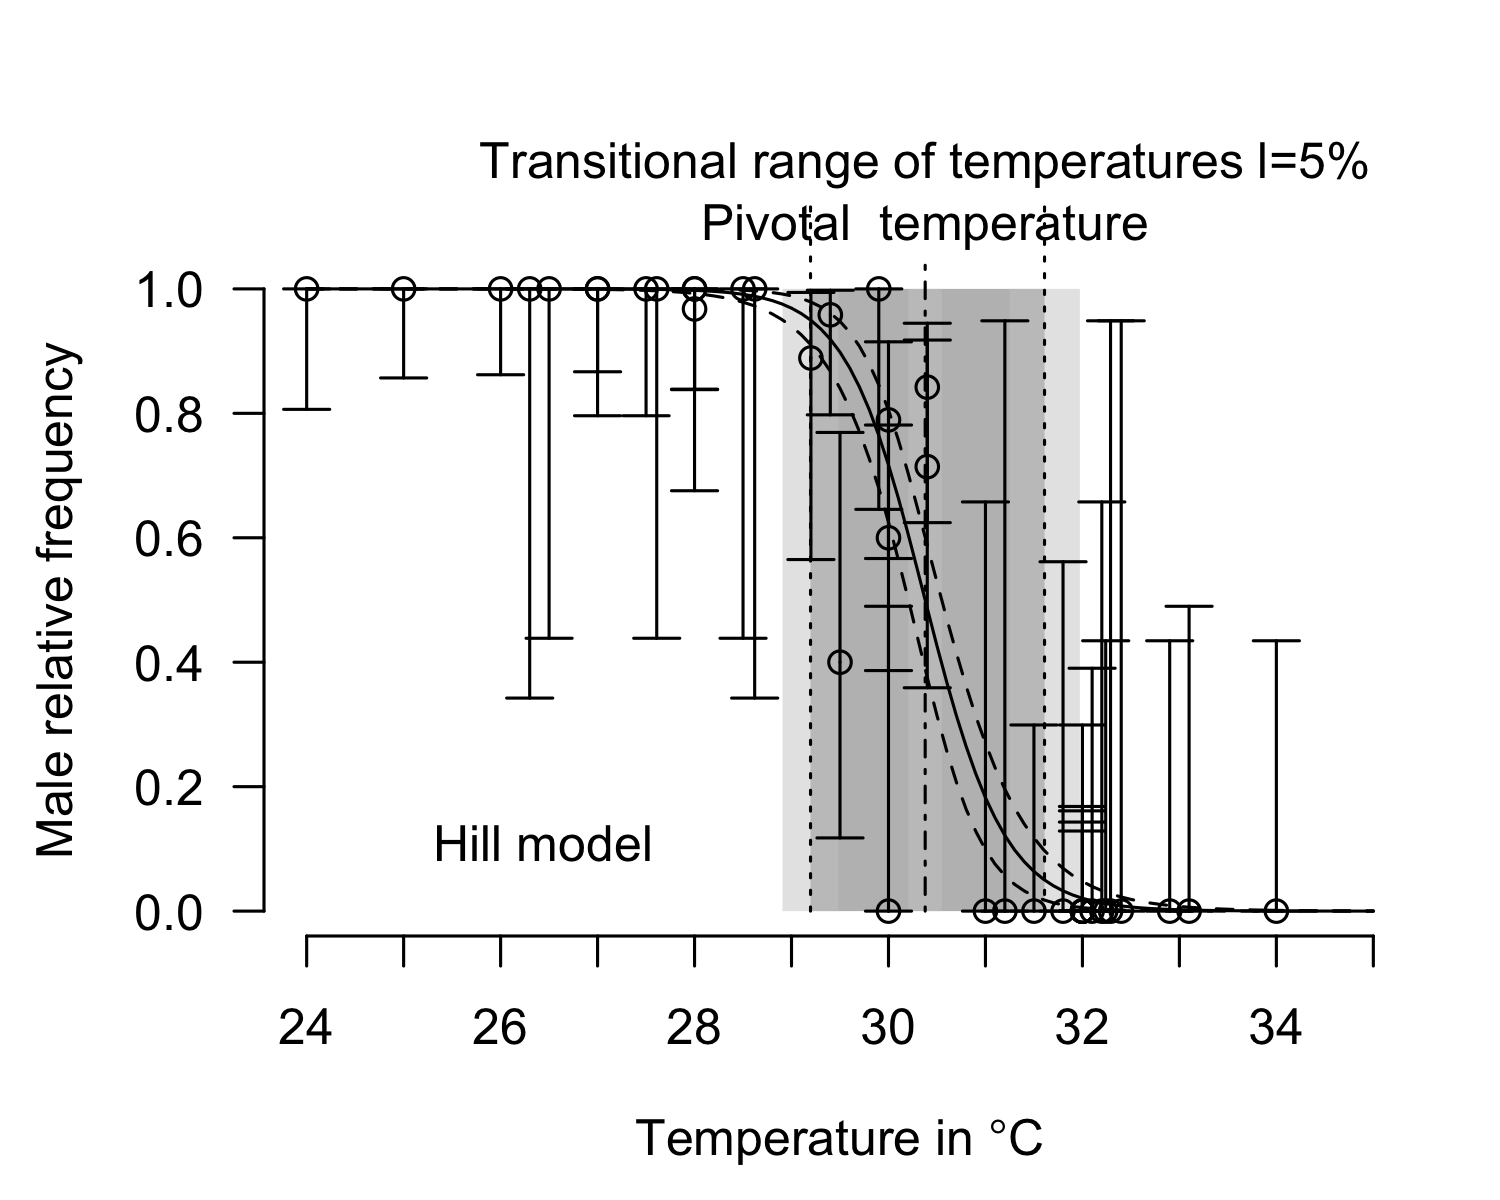 Transitional range of temperatures l=5%
Pivotal temperature
1.0
0.8
0.6
0.4
0.2
0.0
Male relative frequency
Hill model
24 26 28 30 32 34
Temperature in °C